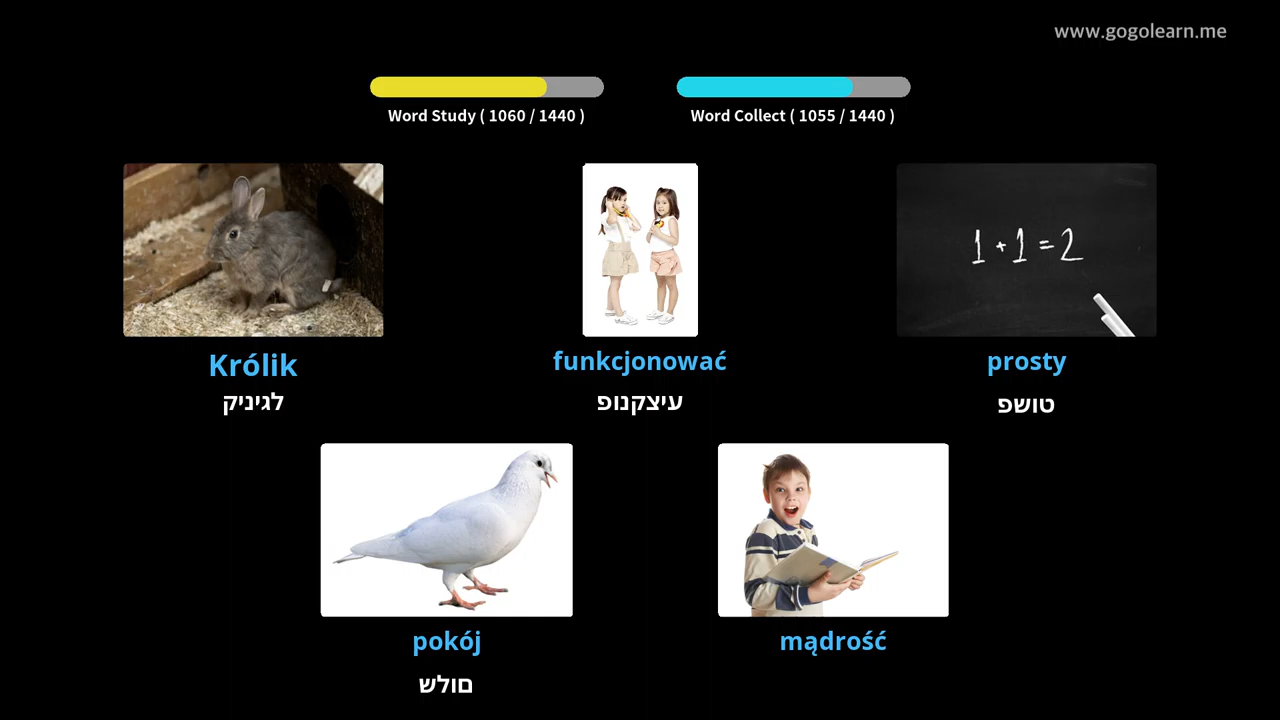 www.gogolearn.me
Word Study ( 1060 / 1440 )
Word Collect ( 1055 / 1440 )
Królik
לגיניק
funkcjonować
עיצקנופ
prosty
טושפ
1 + 1 = 2
pokój
םולש
mądrość